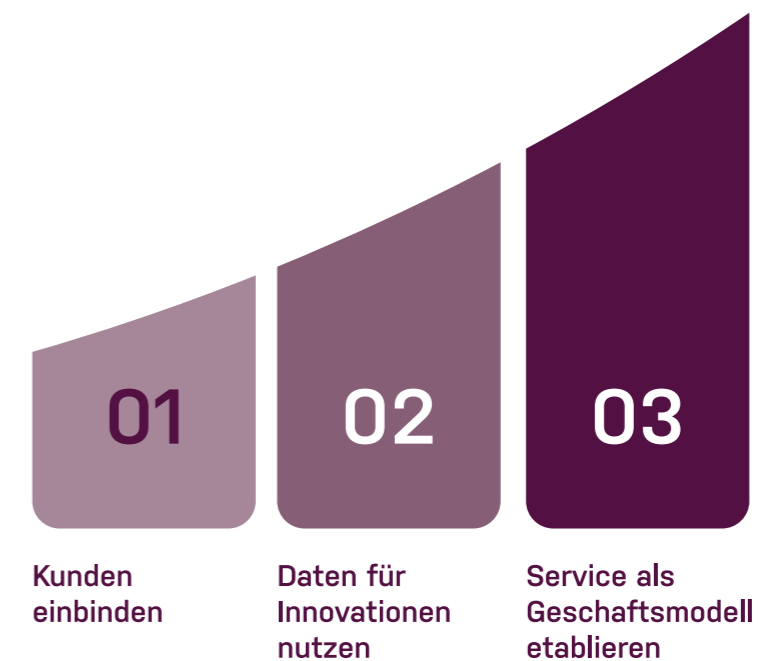 01
02
03
Kunden
einbinden
Daten für
Innovationen
nutzen
Service als
Geschaftsmodell
etablieren